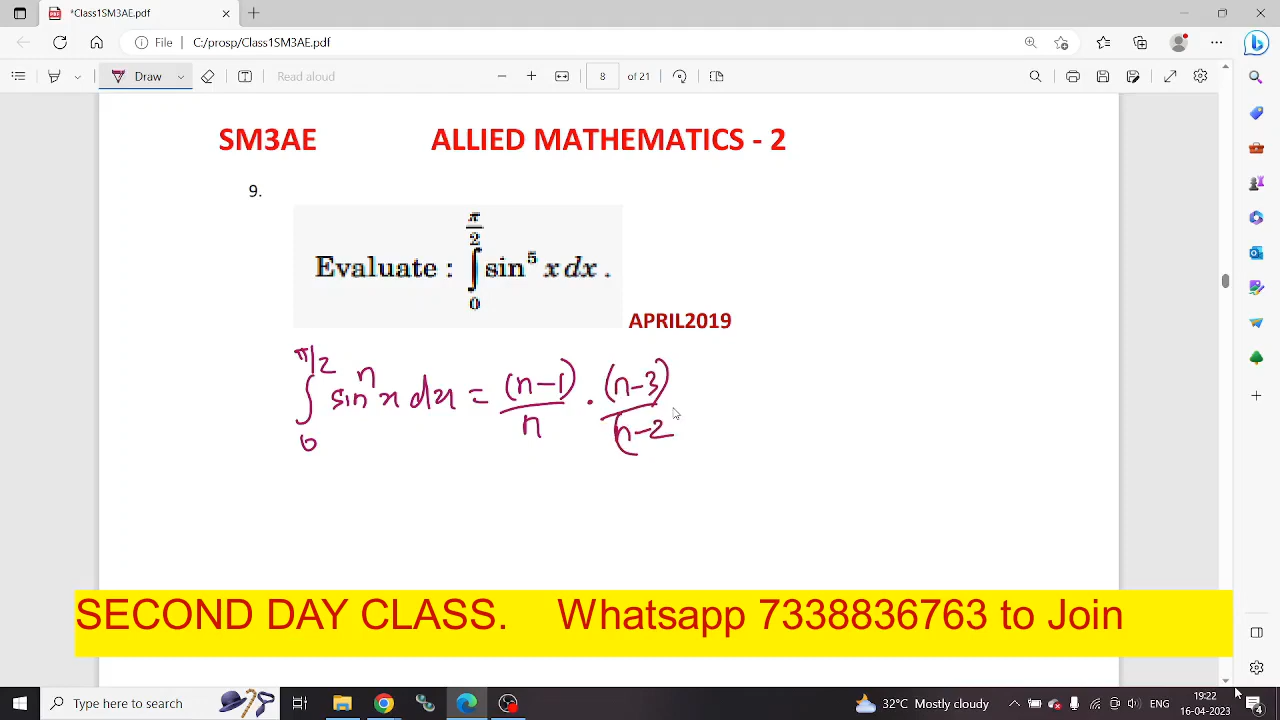 *Class1SM3AE.pdf
File C:/prosp/Class1SM3AE.pdf
Draw Read aloud 8 of 21
SM3AE ALLIED MATHEMATICS - 2
9.
Evaluate : ∫₀^(π/2) sin⁵ x dx .
APRIL2019
∫₀^(π/2) sinⁿ x dx = (n-1)/n · (n-3)/(n-2
SECOND DAY CLASS. Whatsapp 7338836763 to Join
Type here to search 32°C Mostly cloudy ENG 19:22
16-04-2023